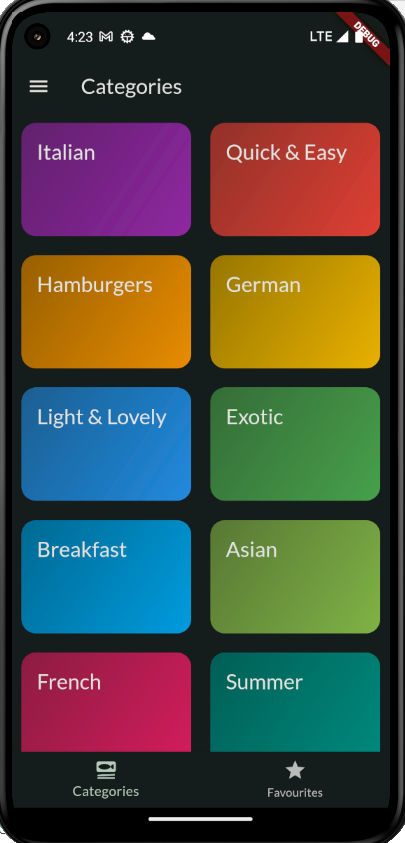 4:23
LTE
DEBUG
Categories
Italian
Quick & Easy
Hamburgers
German
Light & Lovely
Exotic
Breakfast
Asian
French
Summer
Categories
Favourites